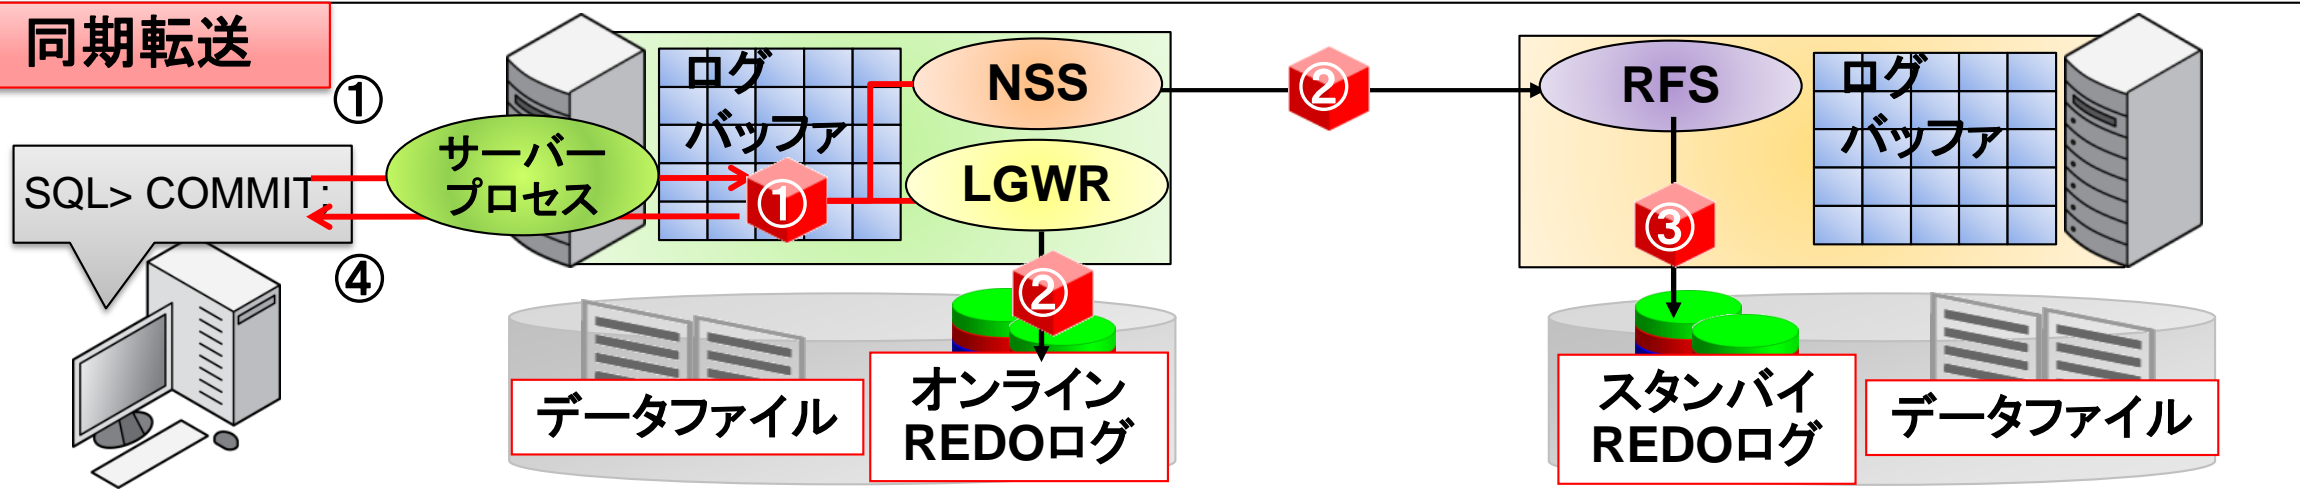 同期転送
①
SQL> COMMIT;
④
サーバー
プロセス
ログ
バッファ
①
NSS
LGWR
②
②
データファイル
オンライン
REDOログ
RFS
ログ
バッファ
③
スタンバイ
REDOログ
データファイル